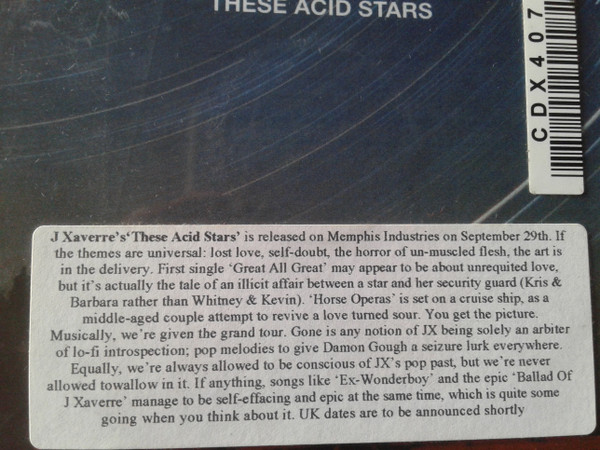 THESE ACID STARS
CDX407
J Xaverre's‘These Acid Stars’ is released on Memphis Industries on September 29th. If
the themes are universal: lost love, self-doubt, the horror of un-muscled flesh, the art is
in the delivery. First single ‘Great All Great’ may appear to be about unrequited love,
but it's actually the tale of an illicit affair between a star and her security guard (Kris &
Barbara rather than Whitney & Kevin). ‘Horse Operas’ is set on a cruise ship, as a
middle-aged couple attempt to revive a love turned sour. You get the picture.
Musically, we're given the grand tour. Gone is any notion of JX being solely an arbiter
of lo-fi introspection; pop melodies to give Damon Gough a seizure lurk everywhere.
Equally, we're always allowed to be conscious of JX's pop past, but we're never
allowed towallow in it. If anything, songs like ‘Ex-Wonderboy’ and the epic ‘Ballad Of
J Xaverre’ manage to be self-effacing and epic at the same time, which is quite some
going when you think about it. UK dates are to be announced shortly